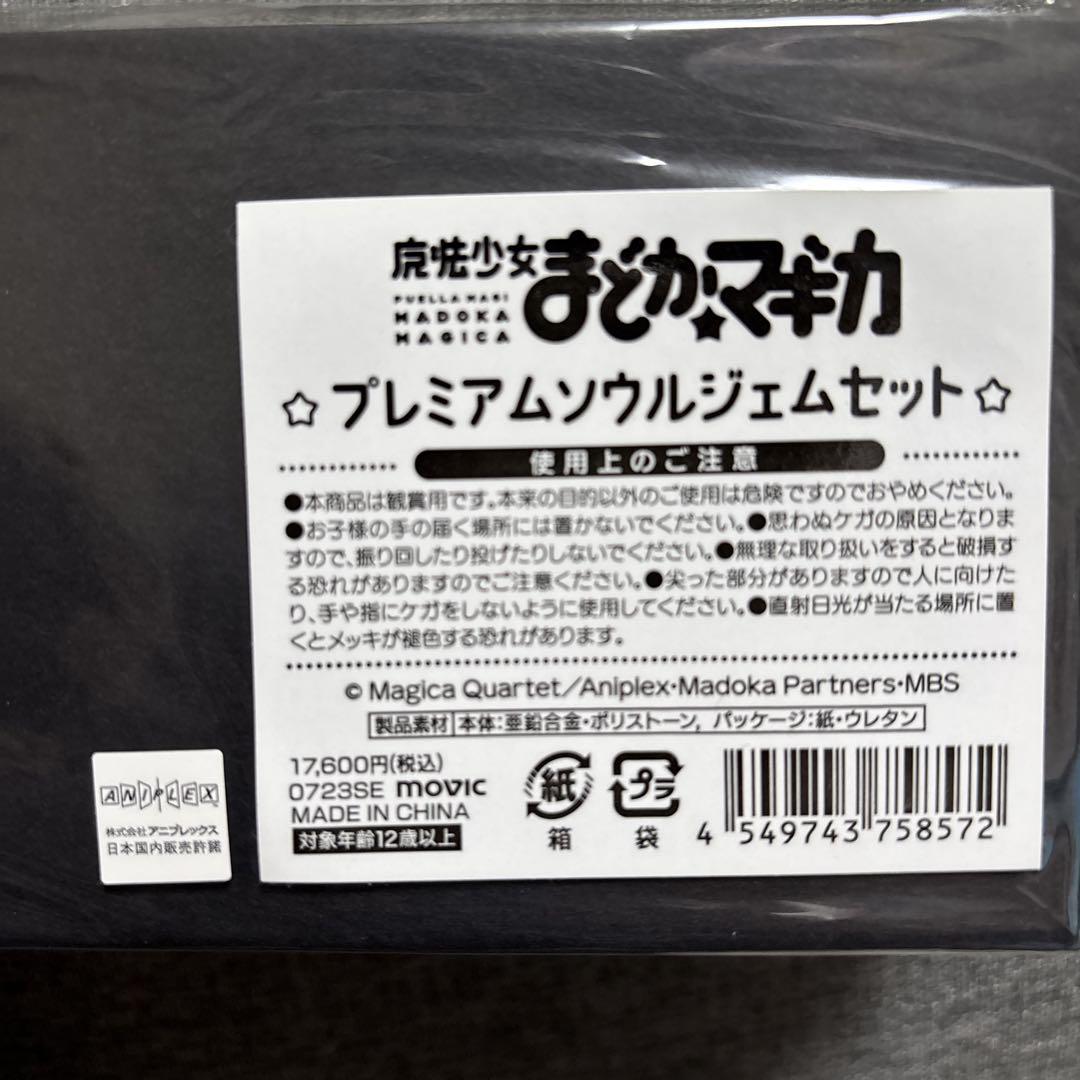 魔法少女
まどか☆マギカ
PUELLA MAGI
MADOKA
MAGICA
☆プレミアムソウルジェムセット☆
使用上のご注意
●本商品は観賞用です。本来の目的以外のご使用は危険ですのでおやめください。
●お子様の手の届く場所には置かないでください。●思わぬケガの原因となりま
すので、振り回したり投げたりしないでください。●無理な取り扱いをすると破損す
る恐れがありますのでご注意ください。●尖った部分がありますので人に向けた
り、手や指にケガをしないように使用してください。●直射日光が当たる場所に置
くとメッキが褪色する恐れがあります。
© Magica Quartet/Aniplex・Madoka Partners・MBS
製品素材 本体:亜鉛合金・ポリストーン, パッケージ:紙・ウレタン
17,600円(税込)
0723SE movic
MADE IN CHINA
対象年齢12歳以上
紙
箱
プラ
袋
4 549743 758572
ANIPLEX
株式会社アニプレックス
日本国内販売許諾